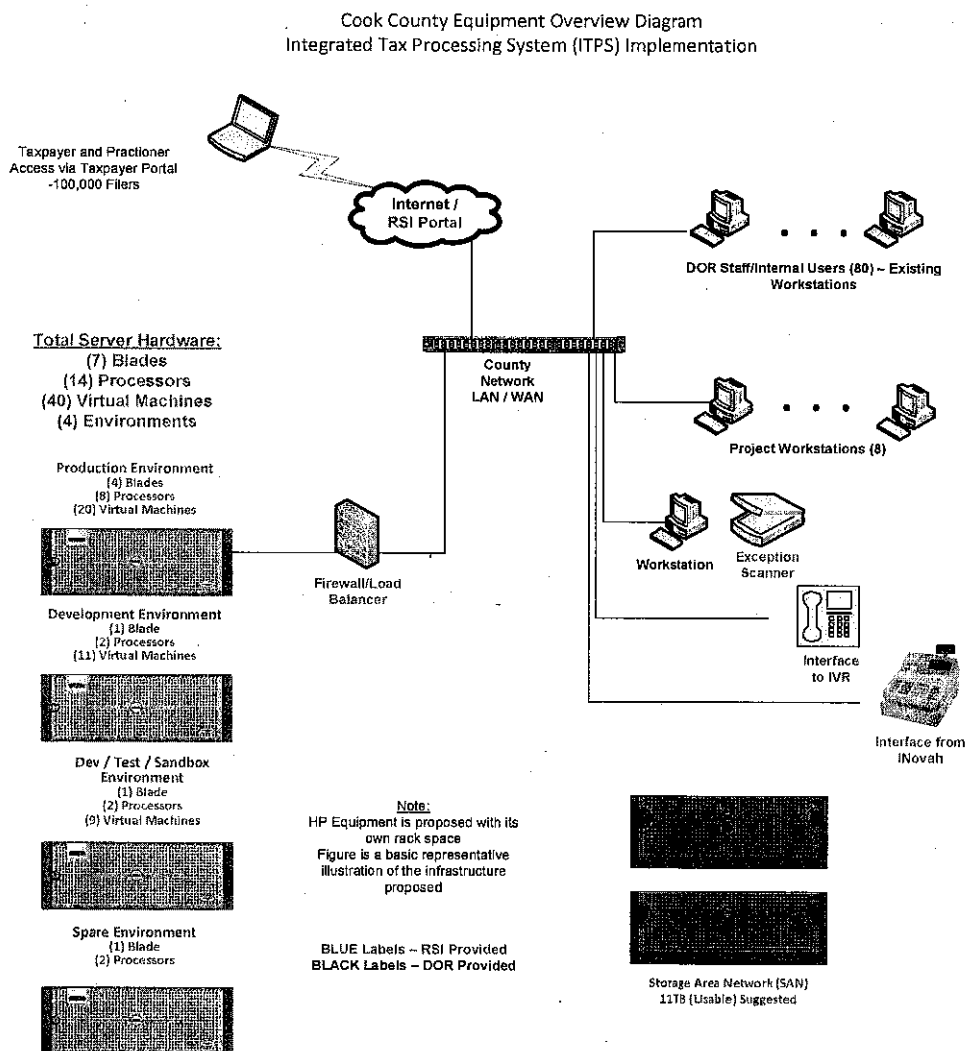 Cook County Equipment Overview Diagram
Integrated Tax Processing System (ITPS) Implementation
Taxpayer and Practioner
Access via Taxpayer Portal
-100,000 Filers
Internet /
RSI Portal
DOR Staff/Internal Users (80) ~ Existing
Workstations
Total Server Hardware:
(7) Blades
(14) Processors
(40) Virtual Machines
(4) Environments
County
Network
LAN / WAN
Project Workstations (8)
Production Environment
(4) Blades
(8) Processors
(20) Virtual Machines
Firewall/Load
Balancer
Workstation
Exception
Scanner
Development Environment
(1) Blade
(2) Processors
(11) Virtual Machines
Interface
to IVR
Interface from
iNovah
Dev / Test / Sandbox
Environment
(1) Blade
(2) Processors
(9) Virtual Machines
Note:
HP Equipment is proposed with its
own rack space
Figure is a basic representative
illustration of the infrastructure
proposed
Spare Environment
(1) Blade
(2) Processors
BLUE Labels – RSI Provided
BLACK Labels – DOR Provided
Storage Area Network (SAN)
11TB (Usable) Suggested